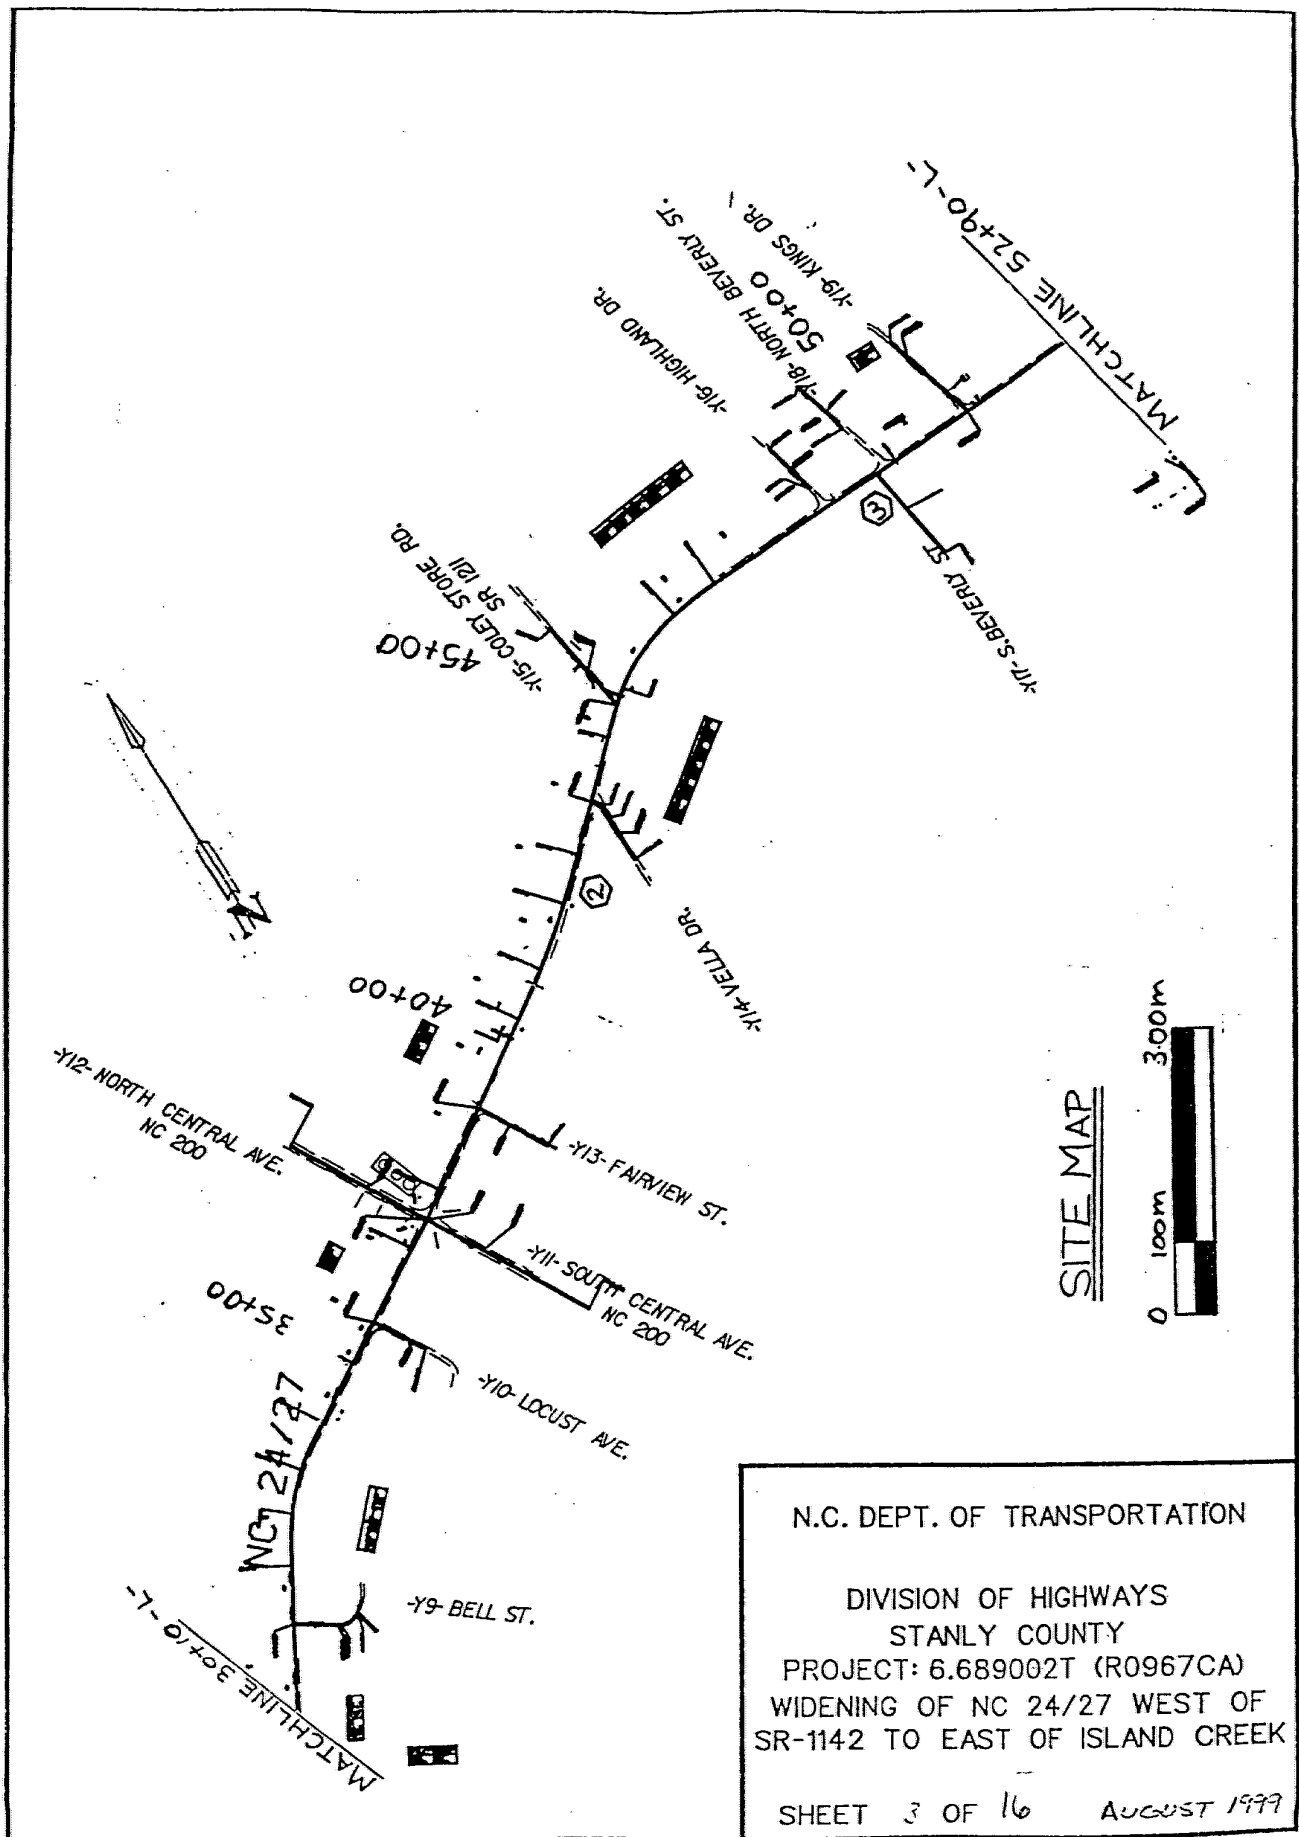 MATCHLINE 52+90-L-
-Y19- KINGS DR.
50+00
-Y18- NORTH BEVERLY ST.
-Y16- HIGHLAND DR.
3
-Y17- S.BEVERLY ST
-Y15- COLEY STORE RD.
SR 1211
45+00
2
-Y14- VELLA DR.
N
40+00
-Y12- NORTH CENTRAL AVE.
NC 200
-Y13- FAIRVIEW ST.
-Y11- SOUTH CENTRAL AVE.
NC 200
35+00
-Y10- LOCUST AVE.
NC 24/27
-Y9- BELL ST.
MATCHLINE 30+10-L-
SITE MAP
0 100m 300m
N.C. DEPT. OF TRANSPORTATION
DIVISION OF HIGHWAYS
STANLY COUNTY
PROJECT: 6.689002T (R0967CA)
WIDENING OF NC 24/27 WEST OF
SR-1142 TO EAST OF ISLAND CREEK
SHEET 3 OF 16 AUGUST 1999